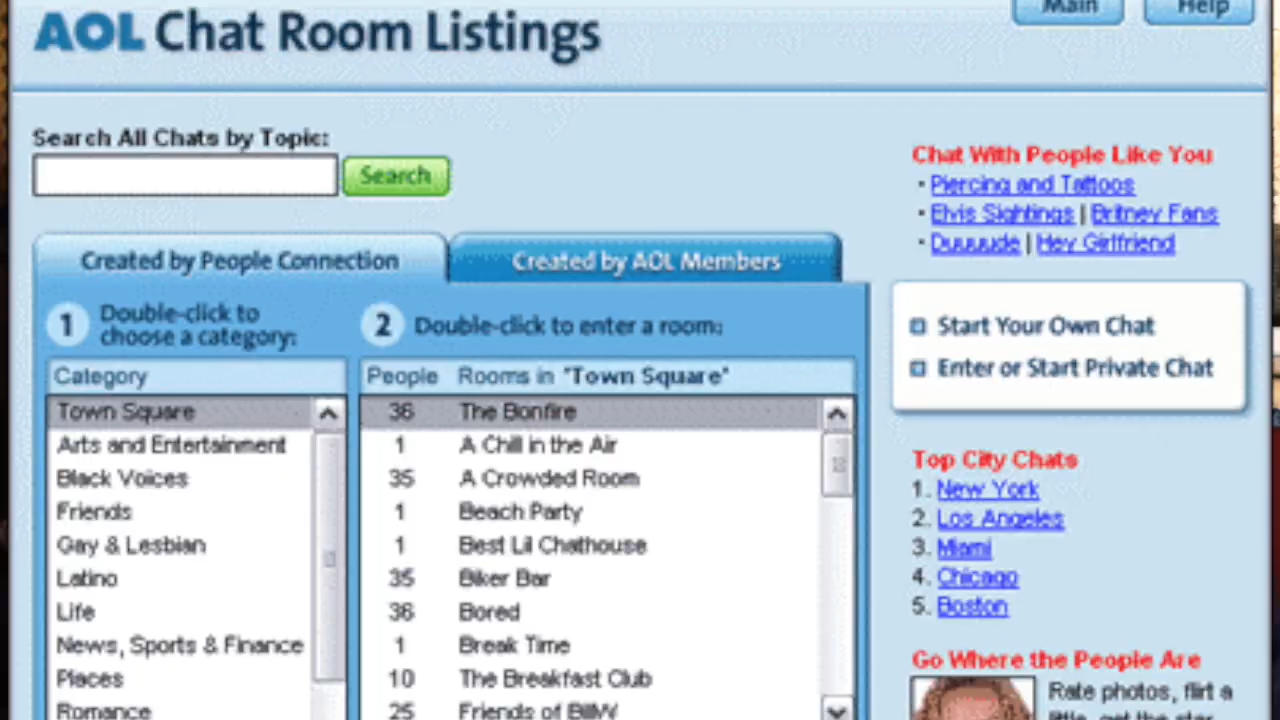 Main
Help
AOL Chat Room Listings
Search All Chats by Topic:
Search
Created by People Connection
Created by AOL Members
1 Double-click to
choose a category:
2 Double-click to enter a room:
Category
Town Square
Arts and Entertainment
Black Voices
Friends
Gay & Lesbian
Latino
Life
News, Sports & Finance
Places
Romance
People Rooms in "Town Square"
36 The Bonfire
1 A Chill in the Air
35 A Crowded Room
1 Beach Party
1 Best Lil Chathouse
35 Biker Bar
36 Bored
1 Break Time
10 The Breakfast Club
25 Friends of BillW
Chat With People Like You
· Piercing and Tattoos
· Elvis Sightings | Britney Fans
· Duuuude | Hey Girlfriend
Start Your Own Chat
Enter or Start Private Chat
Top City Chats
1. New York
2. Los Angeles
3. Miami
4. Chicago
5. Boston
Go Where the People Are
Rate photos, flirt a
little, get the